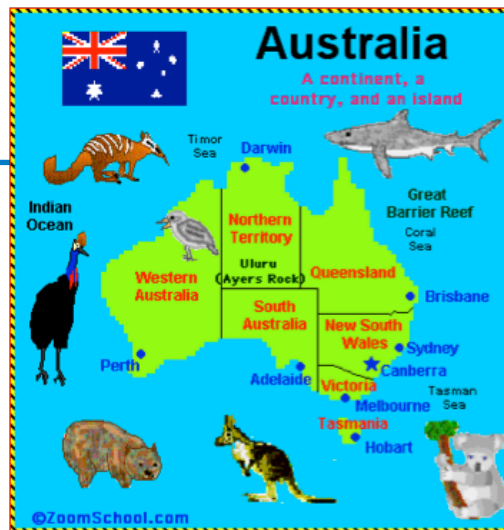 Australia
A continent, a
country, and an island
Timor
Sea
Darwin
Indian
Ocean
Great
Barrier Reef
Coral
Sea
Northern
Territory
Uluru
(Ayers Rock)
Western
Australia
Queensland
South
Australia
Brisbane
New South
Wales
Sydney
Perth
Adelaide
Canberra
Victoria
Melbourne
Tasman
Sea
Tasmania
Hobart
©ZoomSchool.com